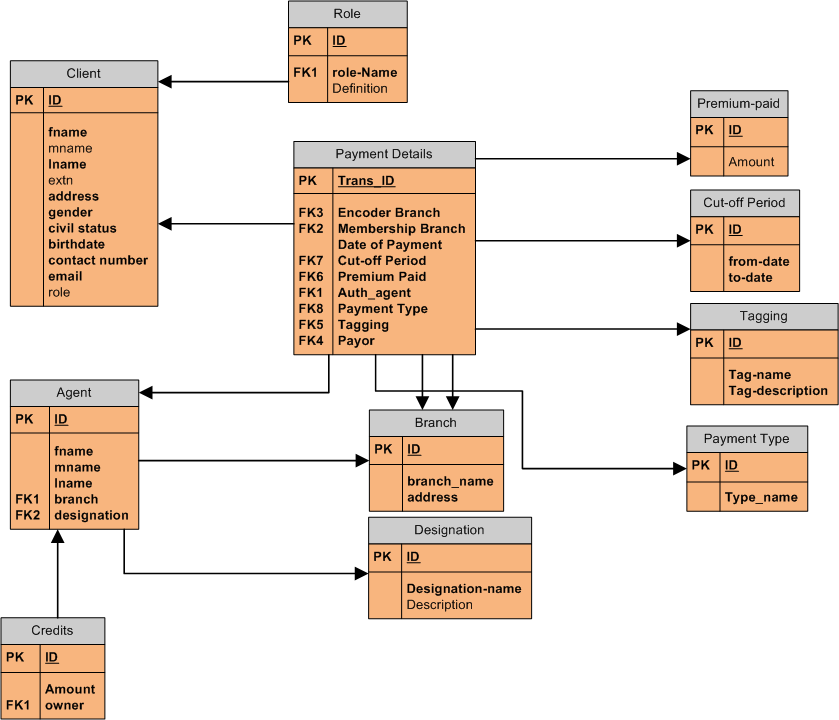 Role
PK ID
FK1 role-Name
Definition
Client
PK ID
fname
mname
lname
extn
address
gender
civil status
birthdate
contact number
email
role
Payment Details
PK Trans_ID
FK3 Encoder Branch
FK2 Membership Branch
Date of Payment
FK7 Cut-off Period
FK6 Premium Paid
FK1 Auth_agent
FK8 Payment Type
FK5 Tagging
FK4 Payor
Premium-paid
PK ID
Amount
Cut-off Period
PK ID
from-date
to-date
Tagging
PK ID
Tag-name
Tag-description
Agent
PK ID
fname
mname
lname
FK1 branch
FK2 designation
Branch
PK ID
branch_name
address
Payment Type
PK ID
Type_name
Designation
PK ID
Designation-name
Description
Credits
PK ID
Amount
FK1 owner